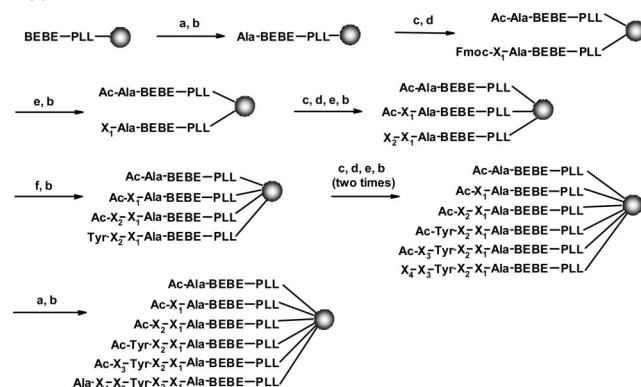 BEBE—PLL
a, b
Ala-BEBE—PLL
c, d
Ac-Ala-BEBE—PLL
Fmoc-X1-Ala-BEBE—PLL
e, b
Ac-Ala-BEBE—PLL
X1-Ala-BEBE—PLL
c, d, e, b
Ac-Ala-BEBE—PLL
Ac-X1-Ala-BEBE—PLL
X2-X1-Ala-BEBE—PLL
f, b
Ac-Ala-BEBE—PLL
Ac-X1-Ala-BEBE—PLL
Ac-X2-X1-Ala-BEBE—PLL
Tyr-X2-X1-Ala-BEBE—PLL
c, d, e, b
(two times)
Ac-Ala-BEBE—PLL
Ac-X1-Ala-BEBE—PLL
Ac-X2-X1-Ala-BEBE—PLL
Ac-Tyr-X2-X1-Ala-BEBE—PLL
Ac-X3-Tyr-X2-X1-Ala-BEBE—PLL
X4-X3-Tyr-X2-X1-Ala-BEBE—PLL
a, b
Ac-Ala-BEBE—PLL
Ac-X1-Ala-BEBE—PLL
Ac-X2-X1-Ala-BEBE—PLL
Ac-Tyr-X2-X1-Ala-BEBE—PLL
Ac-X3-Tyr-X2-X1-Ala-BEBE—PLL